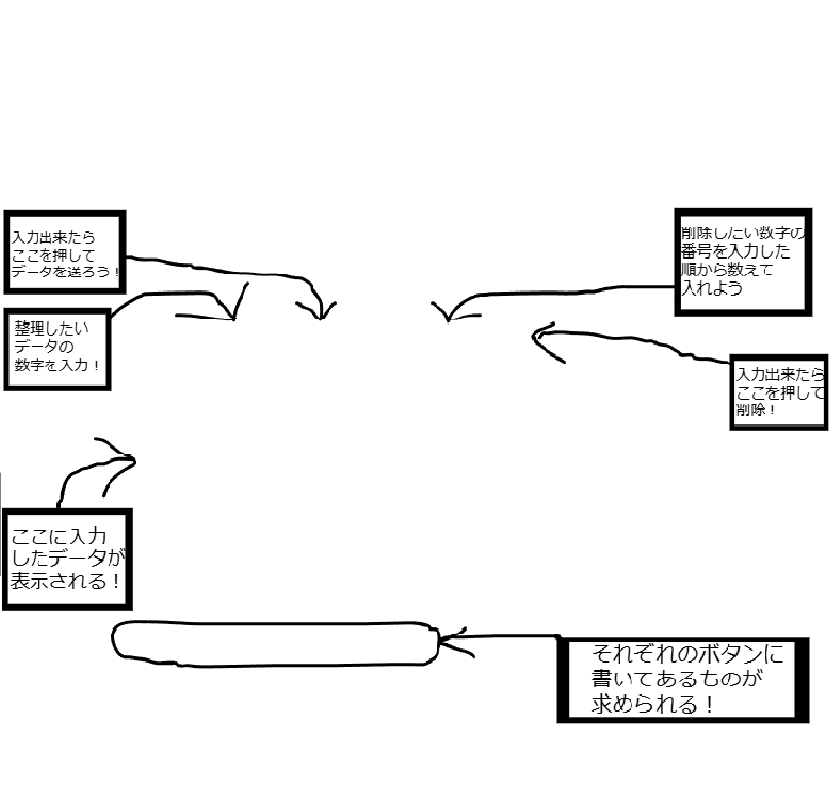 入力出来たら
ここを押して
データを送ろう！
整理したい
データの
数字を入力！
ここに入力
したデータが
表示される！
削除したい数字の
番号を入力した
順から数えて
入れよう
入力出来たら
ここを押して
削除！
それぞれのボタンに
書いてあるものが
求められる！